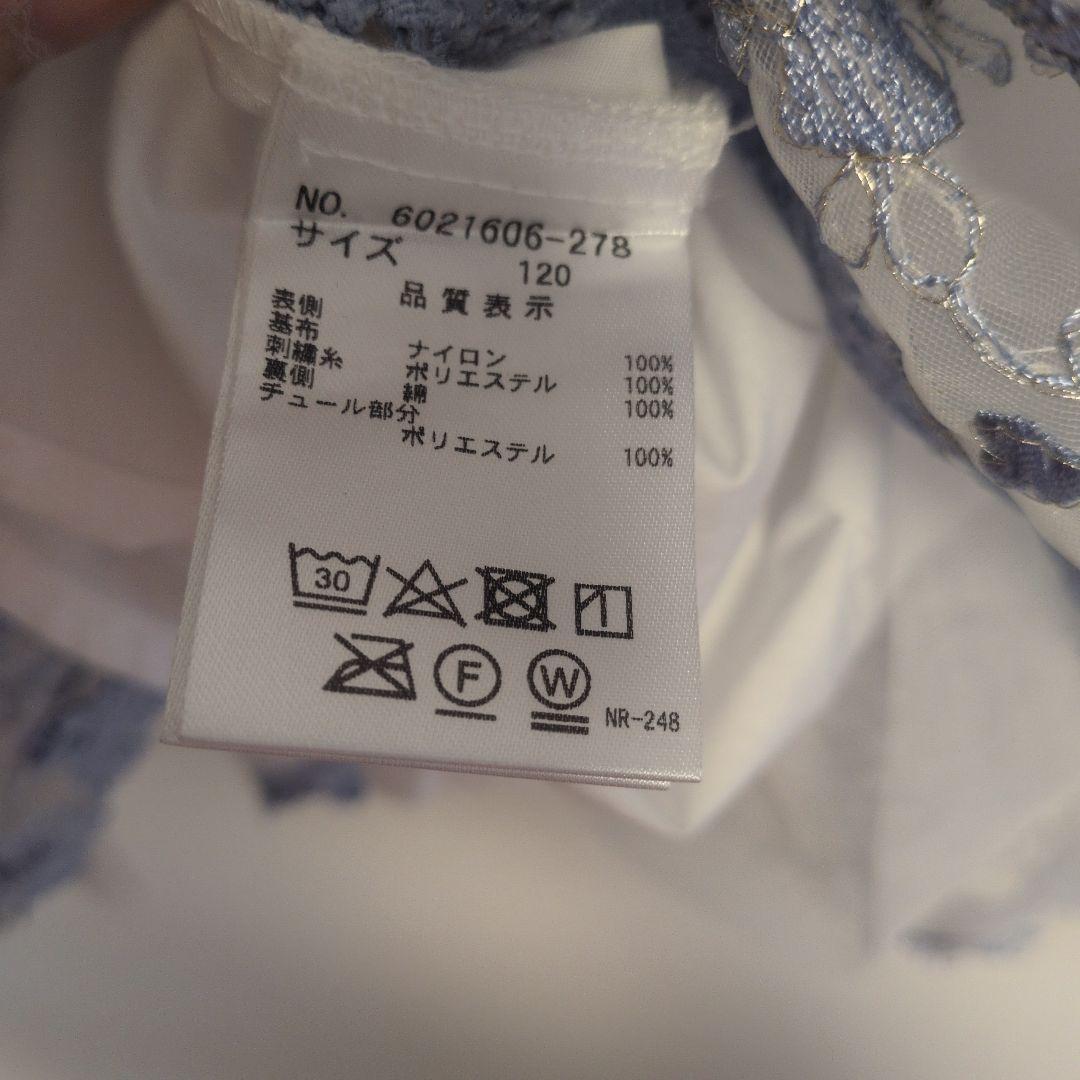 NO. 6021606-278
サイズ 120
品質表示
表側
基布 ナイロン 100%
刺繍糸 ポリエステル 100%
裏側 綿 100%
チュール部分
ポリエステル 100%
30
F W NR-248